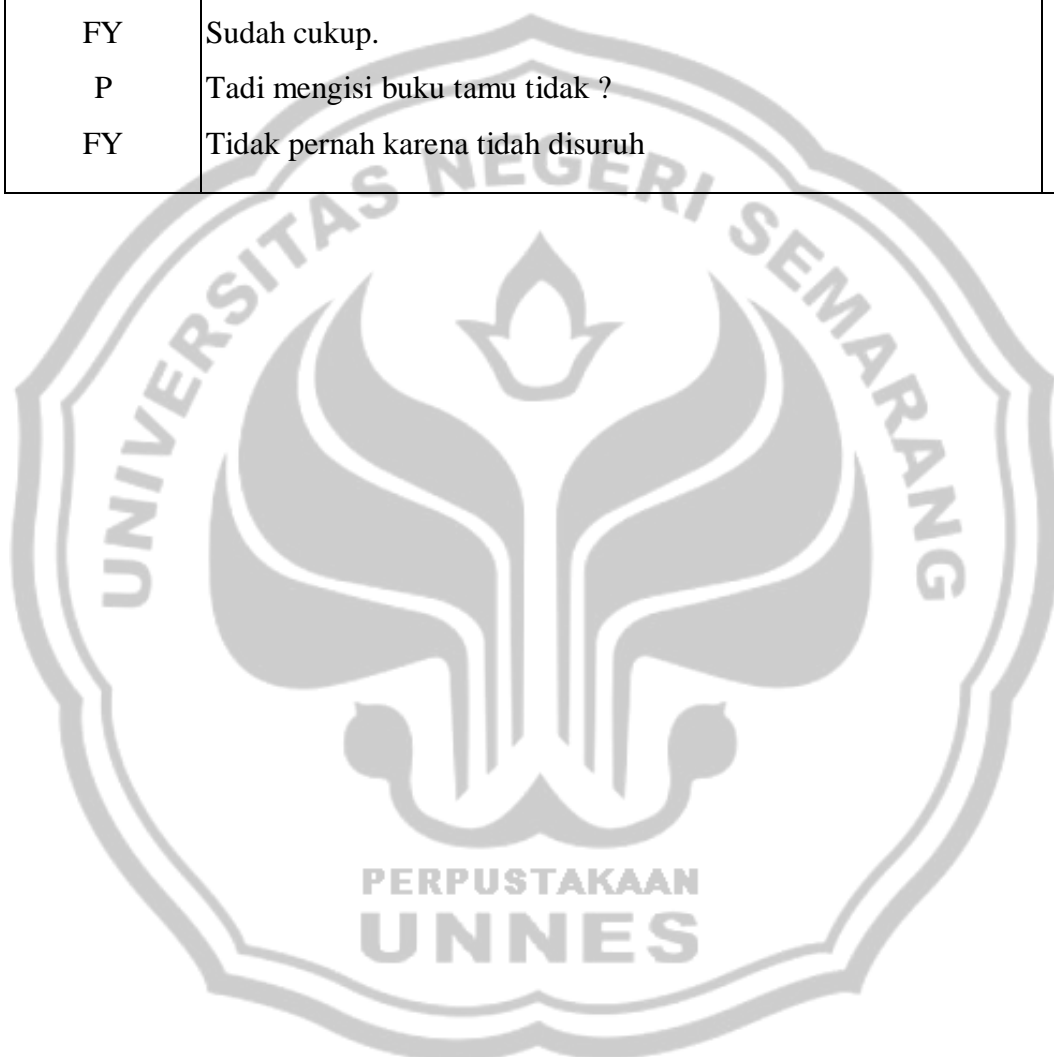 FY Sudah cukup.
P Tadi mengisi buku tamu tidak ?
FY Tidak pernah karena tidah disuruh
UNIVERSITAS NEGERI SEMARANG
PERPUSTAKAAN
UNNES